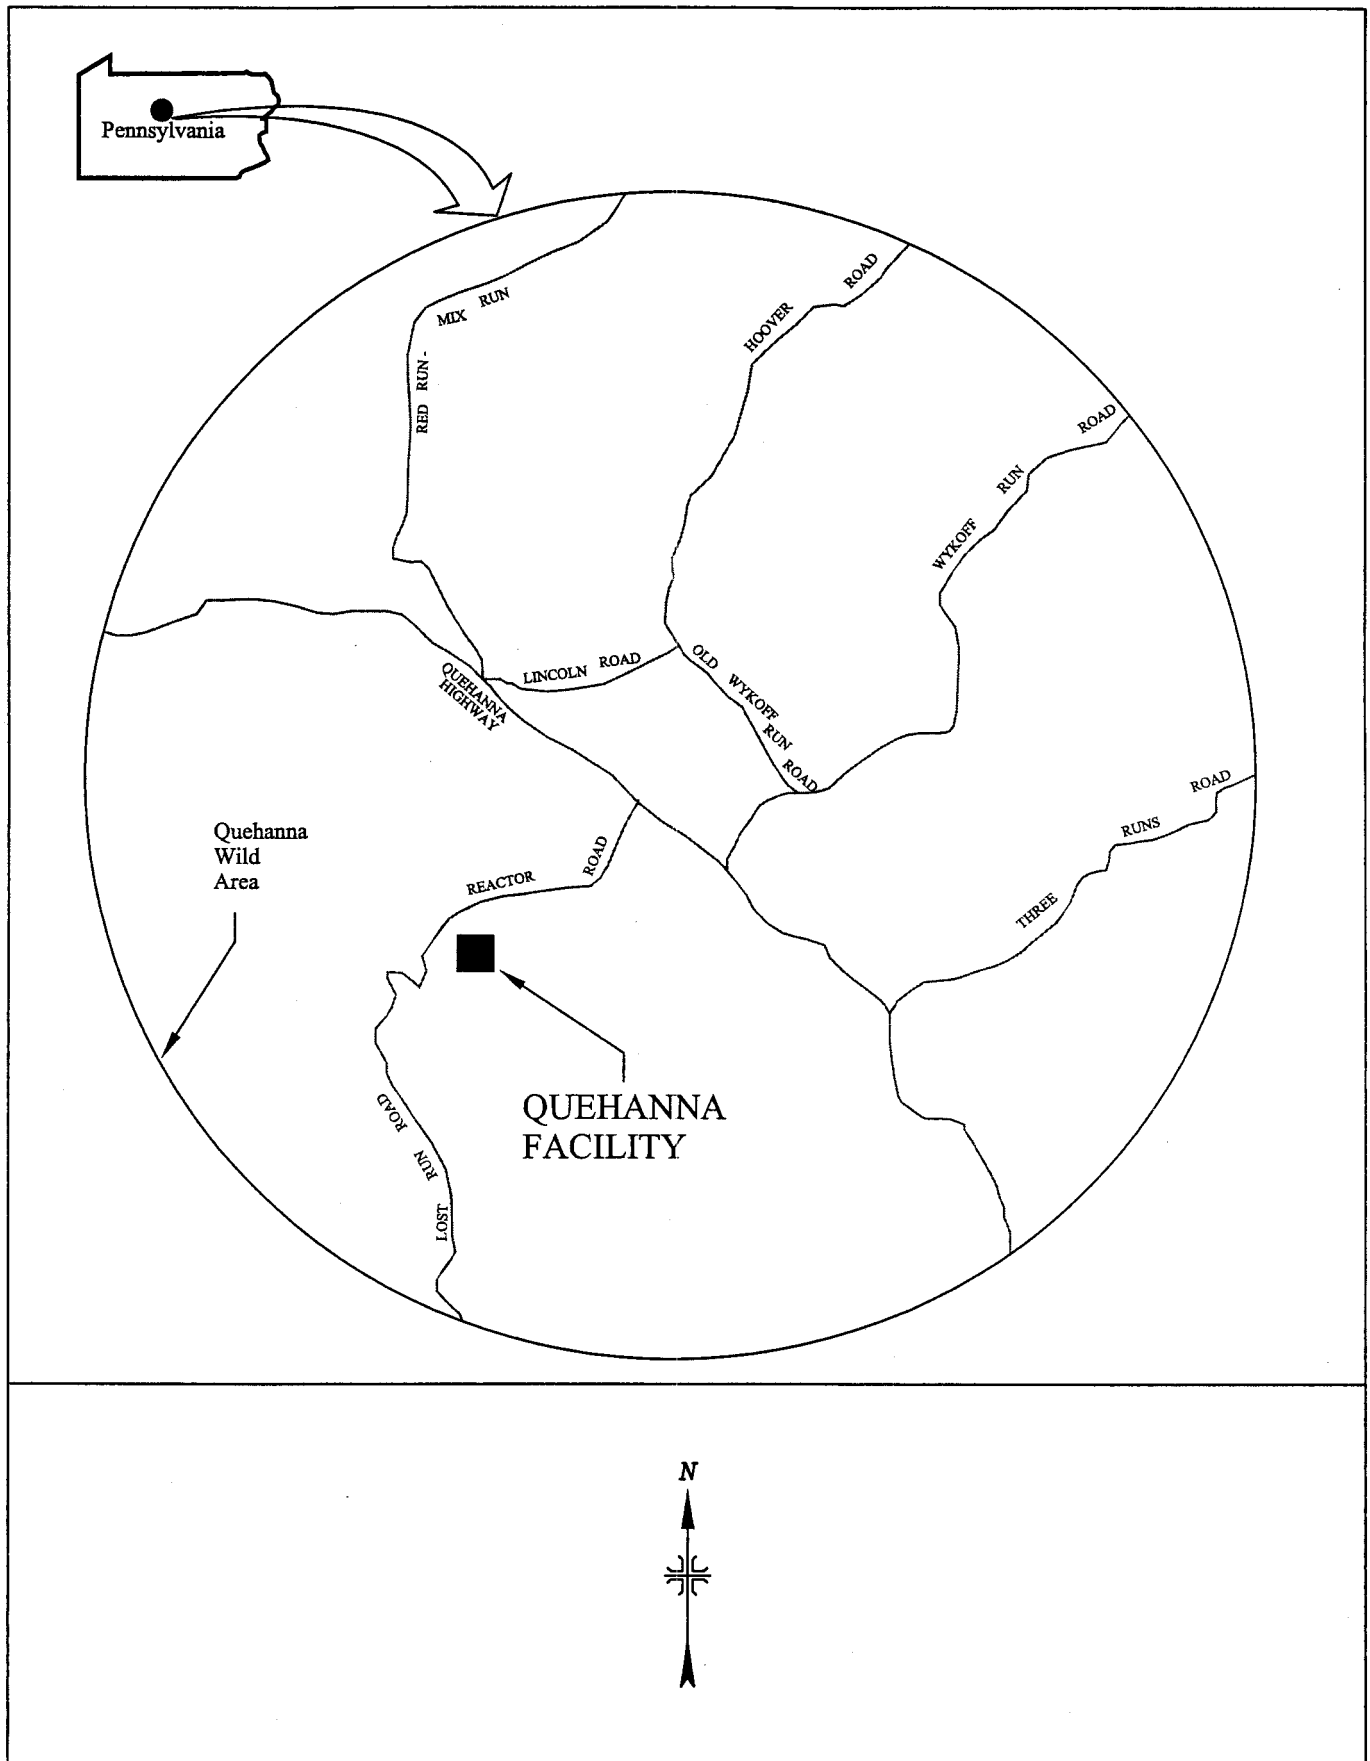 Pennsylvania
MIX RUN
RED RUN-
HOOVER ROAD
WYKOFF RUN ROAD
LINCOLN ROAD
OLD WYKOFF RUN ROAD
QUEHANNA
HIGHWAY
THREE RUNS ROAD
Quehanna
Wild
Area
REACTOR ROAD
QUEHANNA
FACILITY
LOST RUN ROAD
N